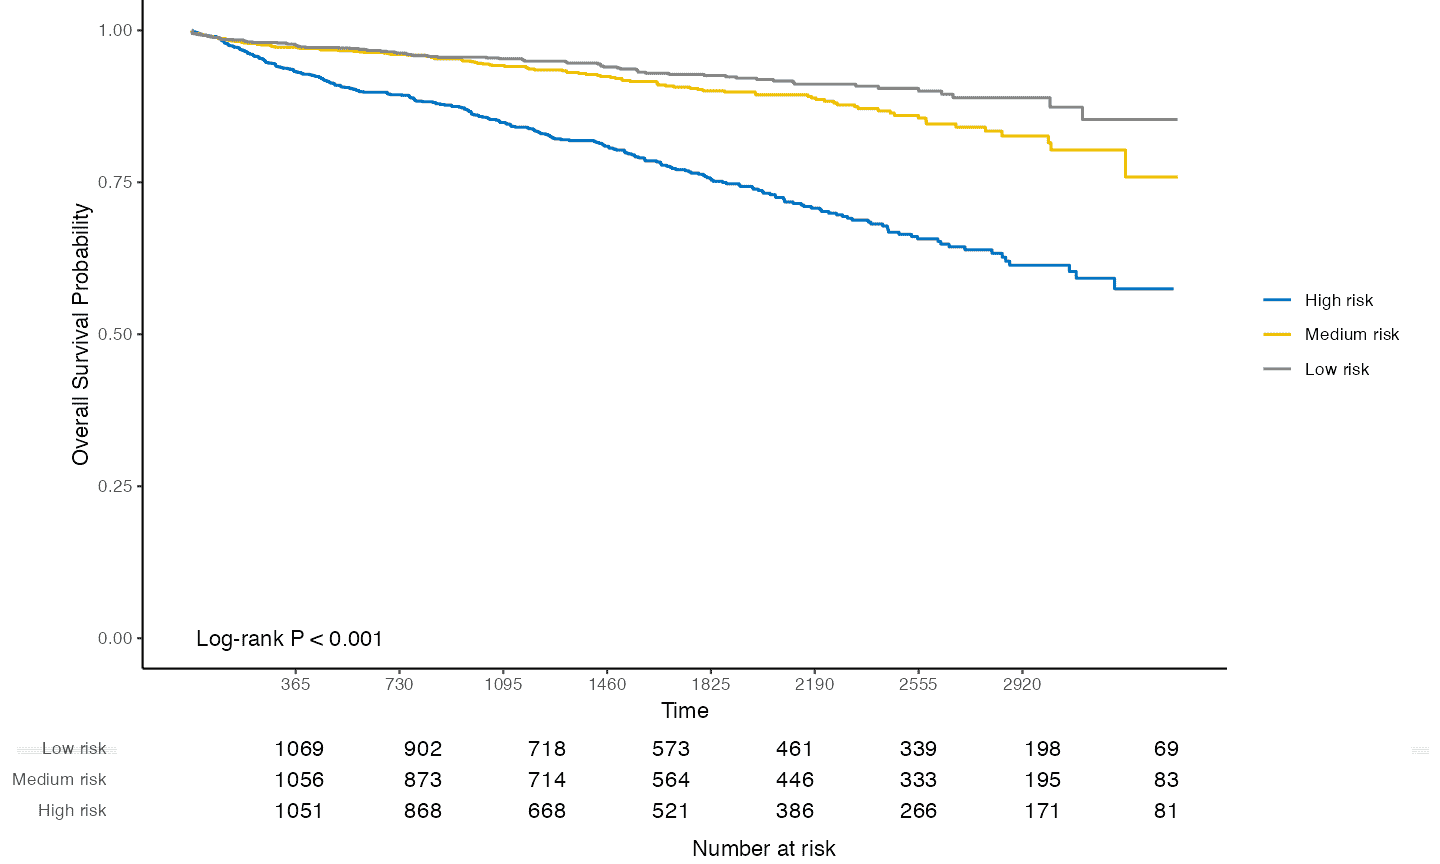 1.00
0.75
0.50
0.25
0.00
Overall Survival Probability
High risk
Medium risk
Low risk
Log-rank P < 0.001
365 730 1095 1460 1825 2190 2555 2920
Time
Low risk 1069 902 718 573 461 339 198 69
Medium risk 1056 873 714 564 446 333 195 83
High risk 1051 868 668 521 386 266 171 81
Number at risk